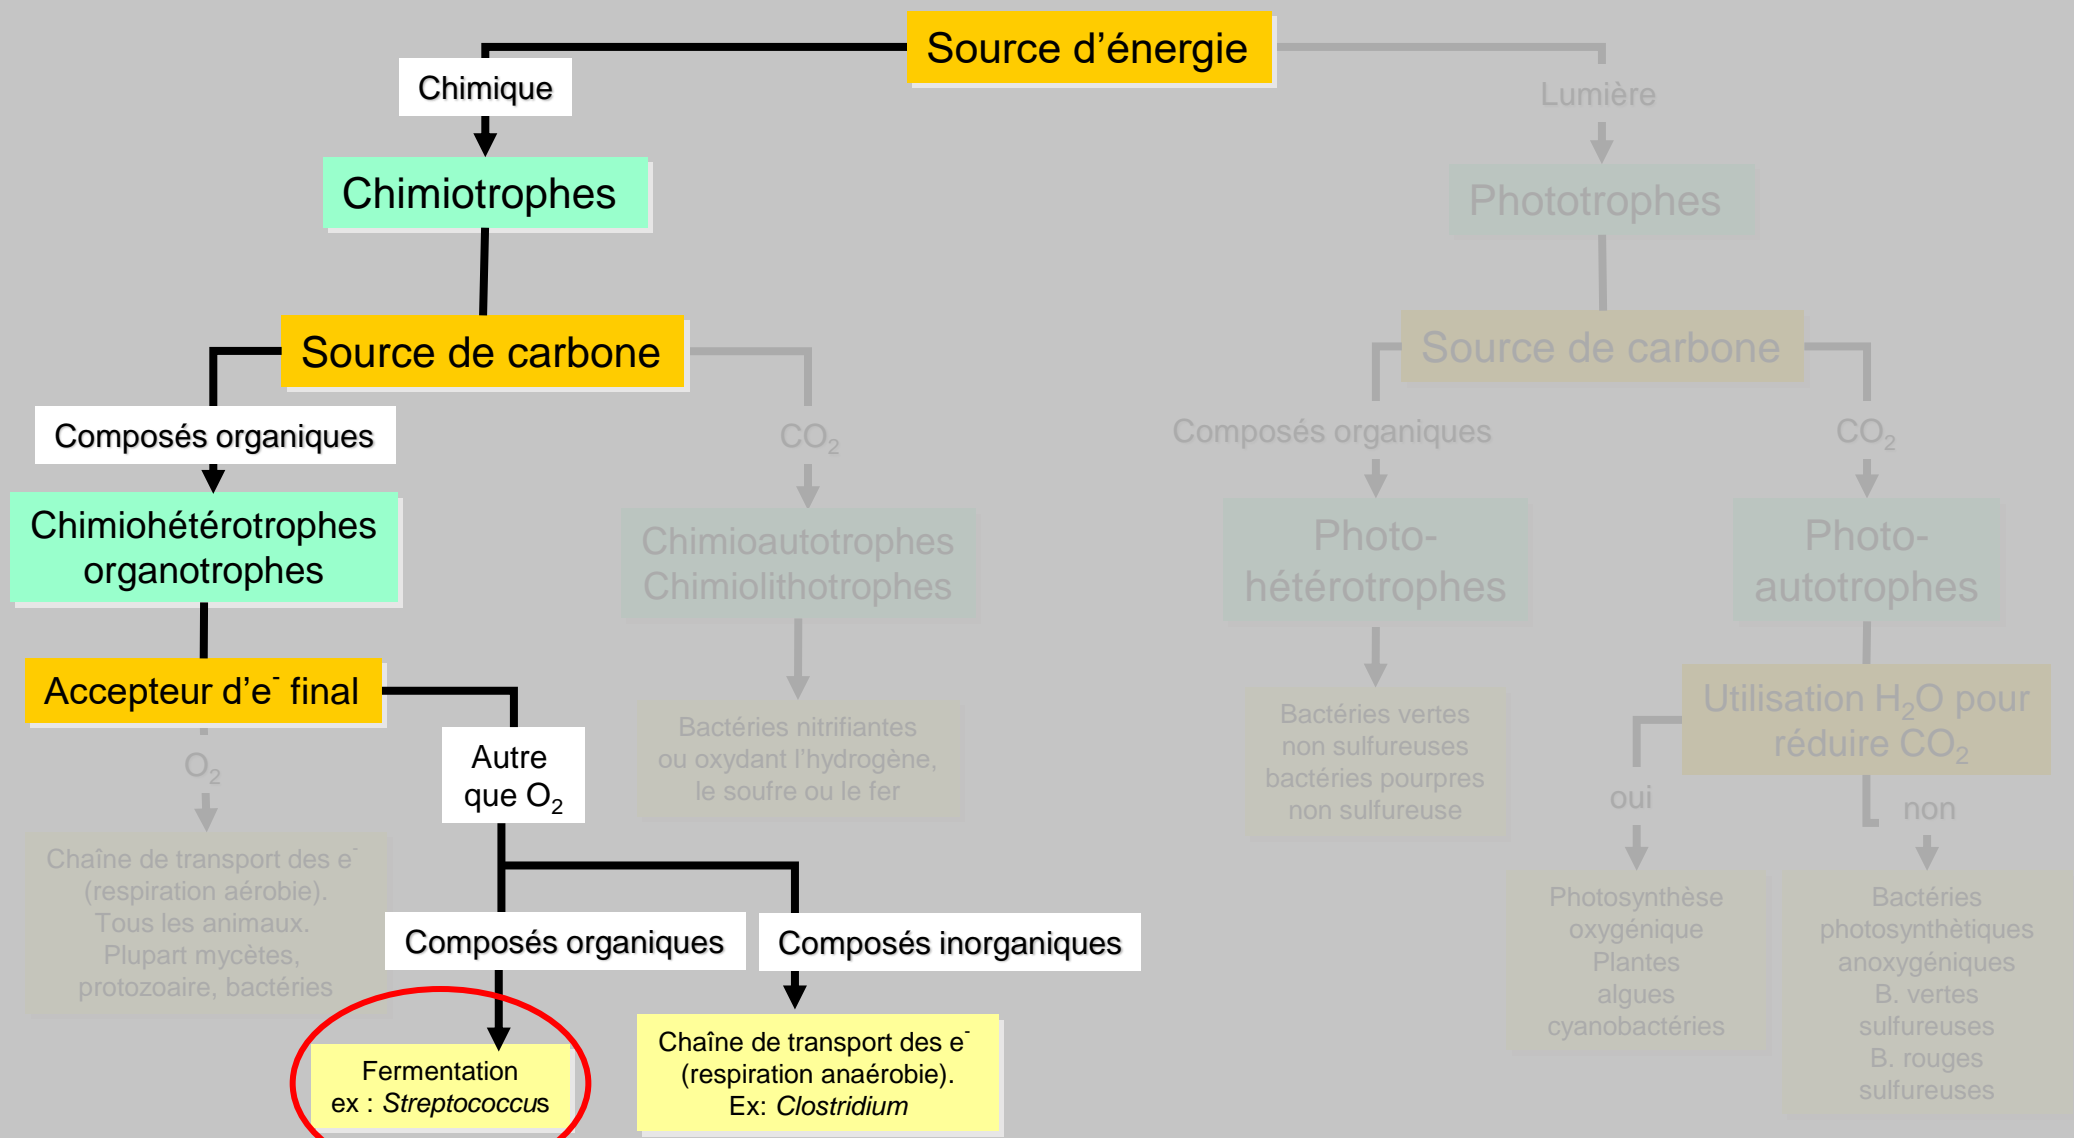 Source d’énergie
Chimique
Lumière
Chimiotrophes
Phototrophes
Source de carbone
Source de carbone
Composés organiques
CO₂
Composés organiques
CO₂
Chimiohétérotrophes
organotrophes
Chimioautotrophes
Chimiolithotrophes
Photo-
hétérotrophes
Photo-
autotrophes
Accepteur d’e⁻ final
O₂
Autre
que O₂
Bactéries nitrifiantes
ou oxydant l’hydrogène,
le soufre ou le fer
Bactéries vertes
non sulfureuses
bactéries pourpres
non sulfureuse
Utilisation H₂O pour
réduire CO₂
oui
non
Chaîne de transport des e⁻
(respiration aérobie).
Tous les animaux.
Plupart mycètes,
protozoaire, bactéries
Composés organiques
Composés inorganiques
Fermentation
ex : Streptococcus
Chaîne de transport des e⁻
(respiration anaérobie).
Ex: Clostridium
Photosynthèse
oxygénique
Plantes
algues
cyanobactéries
Bactéries
photosynthètiques
anoxygéniques
B. vertes
sulfureuses
B. rouges
sulfureuses